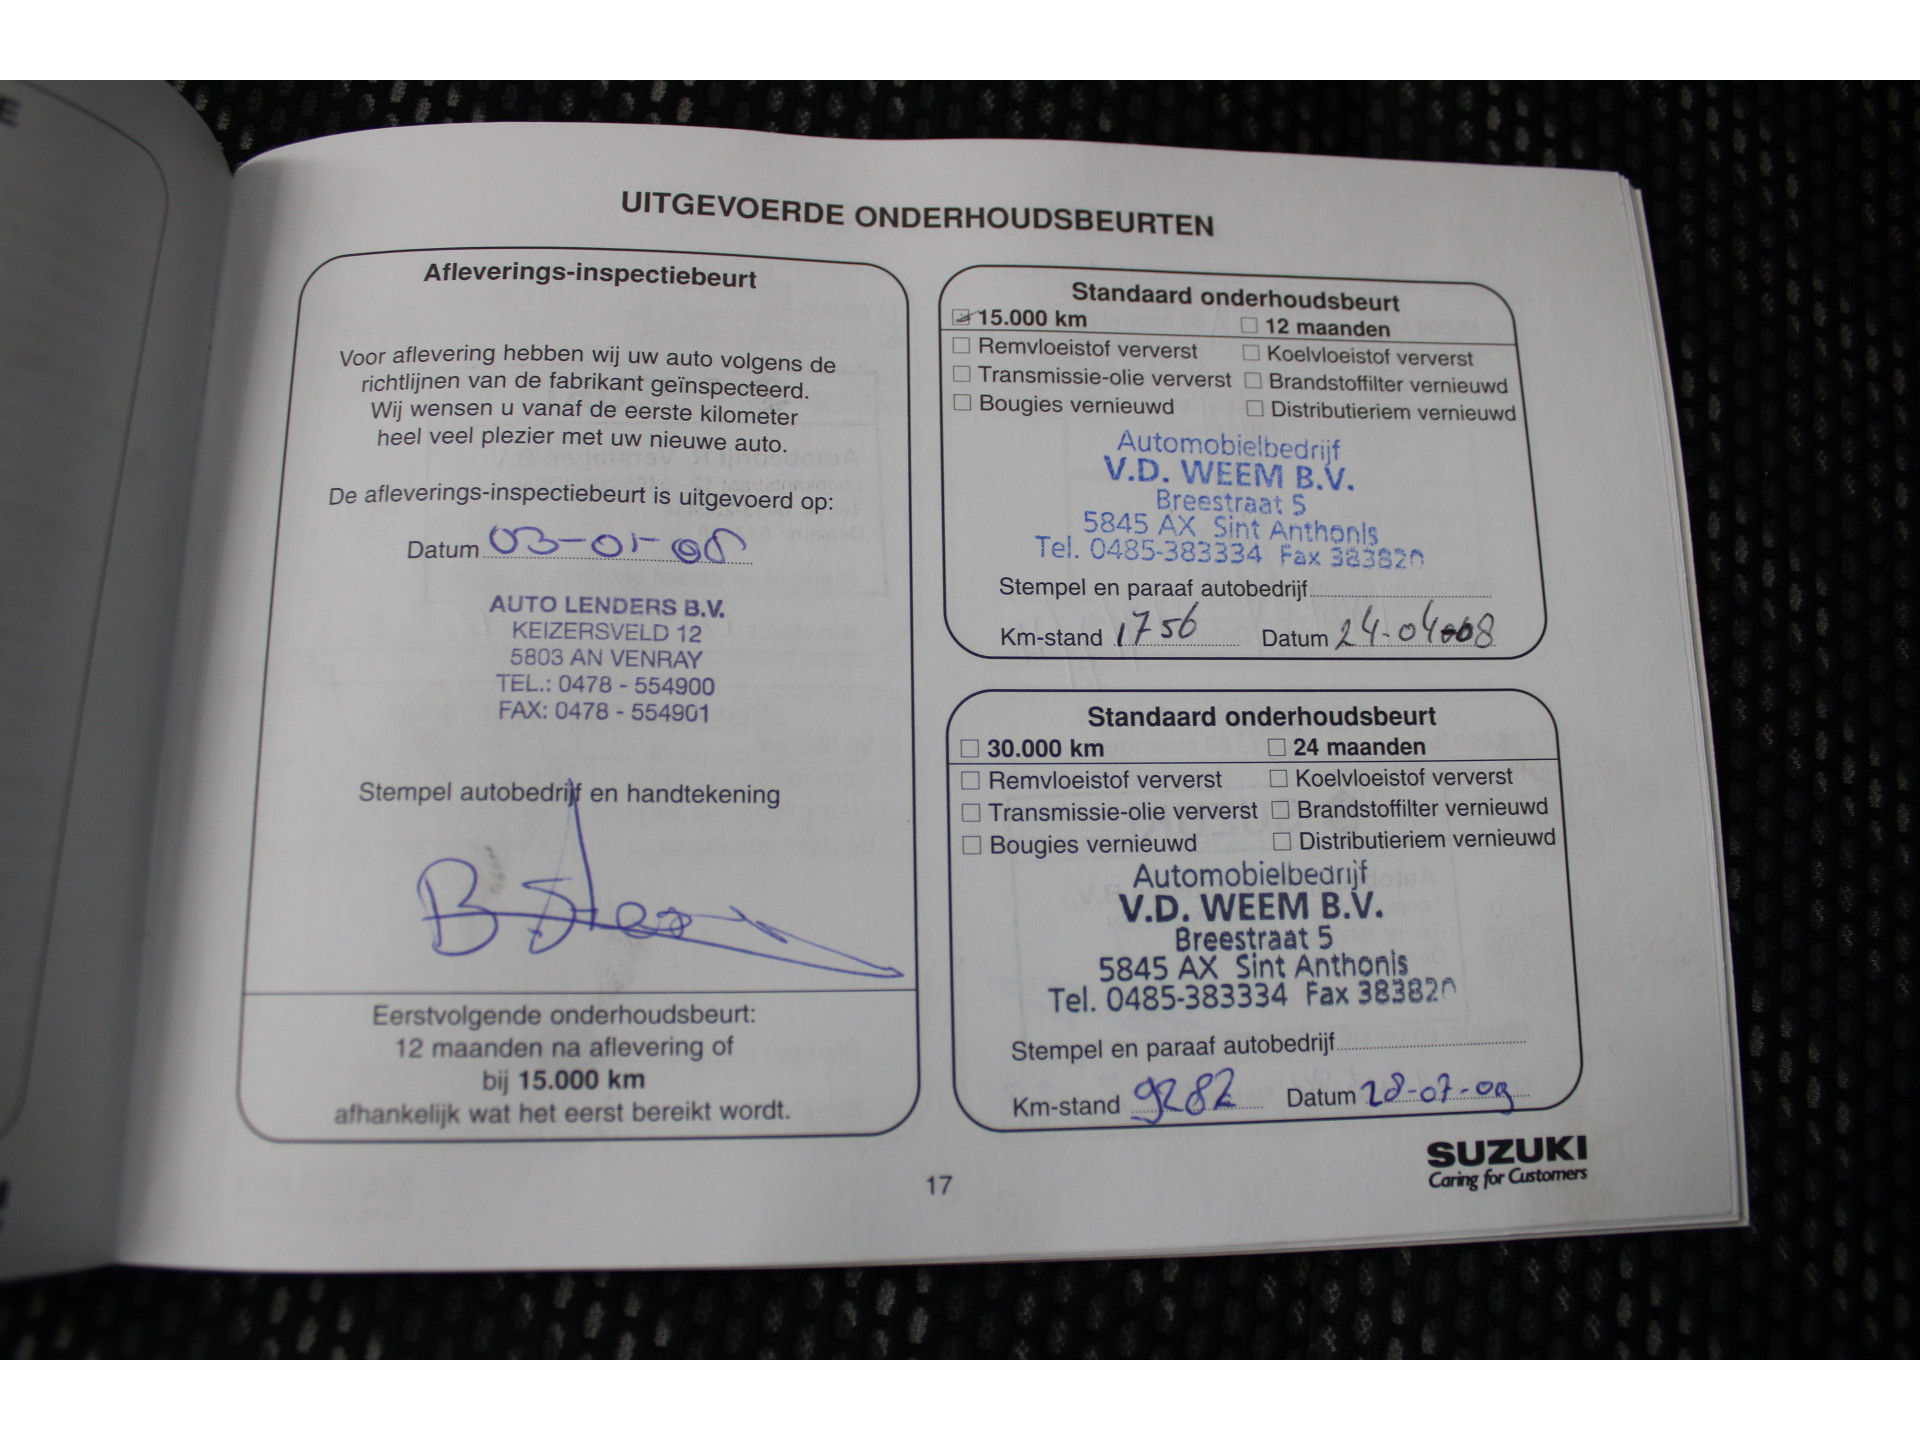 UITGEVOERDE ONDERHOUDSBEURTEN
Afleverings-inspectiebeurt
Voor aflevering hebben wij uw auto volgens de
richtlijnen van de fabrikant geïnspecteerd.
Wij wensen u vanaf de eerste kilometer
heel veel plezier met uw nieuwe auto.
De afleverings-inspectiebeurt is uitgevoerd op:
Datum 03-01-08
AUTO LENDERS B.V.
KEIZERSVELD 12
5803 AN VENRAY
TEL.: 0478 - 554900
FAX: 0478 - 554901
Stempel autobedrijf en handtekening
Eerstvolgende onderhoudsbeurt:
12 maanden na aflevering of
bij 15.000 km
afhankelijk wat het eerst bereikt wordt.
Standaard onderhoudsbeurt
15.000 km 12 maanden
Remvloeistof ververst Koelvloeistof ververst
Transmissie-olie ververst Brandstoffilter vernieuwd
Bougies vernieuwd Distributieriem vernieuwd
Automobielbedrijf
V.D. WEEM B.V.
Breestraat 5
5845 AX Sint Anthonis
Tel. 0485-383334 Fax 383820
Stempel en paraaf autobedrijf
Km-stand 1756 Datum 24-04-08
Standaard onderhoudsbeurt
30.000 km 24 maanden
Remvloeistof ververst Koelvloeistof ververst
Transmissie-olie ververst Brandstoffilter vernieuwd
Bougies vernieuwd Distributieriem vernieuwd
Automobielbedrijf
V.D. WEEM B.V.
Breestraat 5
5845 AX Sint Anthonis
Tel. 0485-383334 Fax 383820
Stempel en paraaf autobedrijf
Km-stand 9282 Datum 28-07-09
SUZUKI
Caring for Customers
17